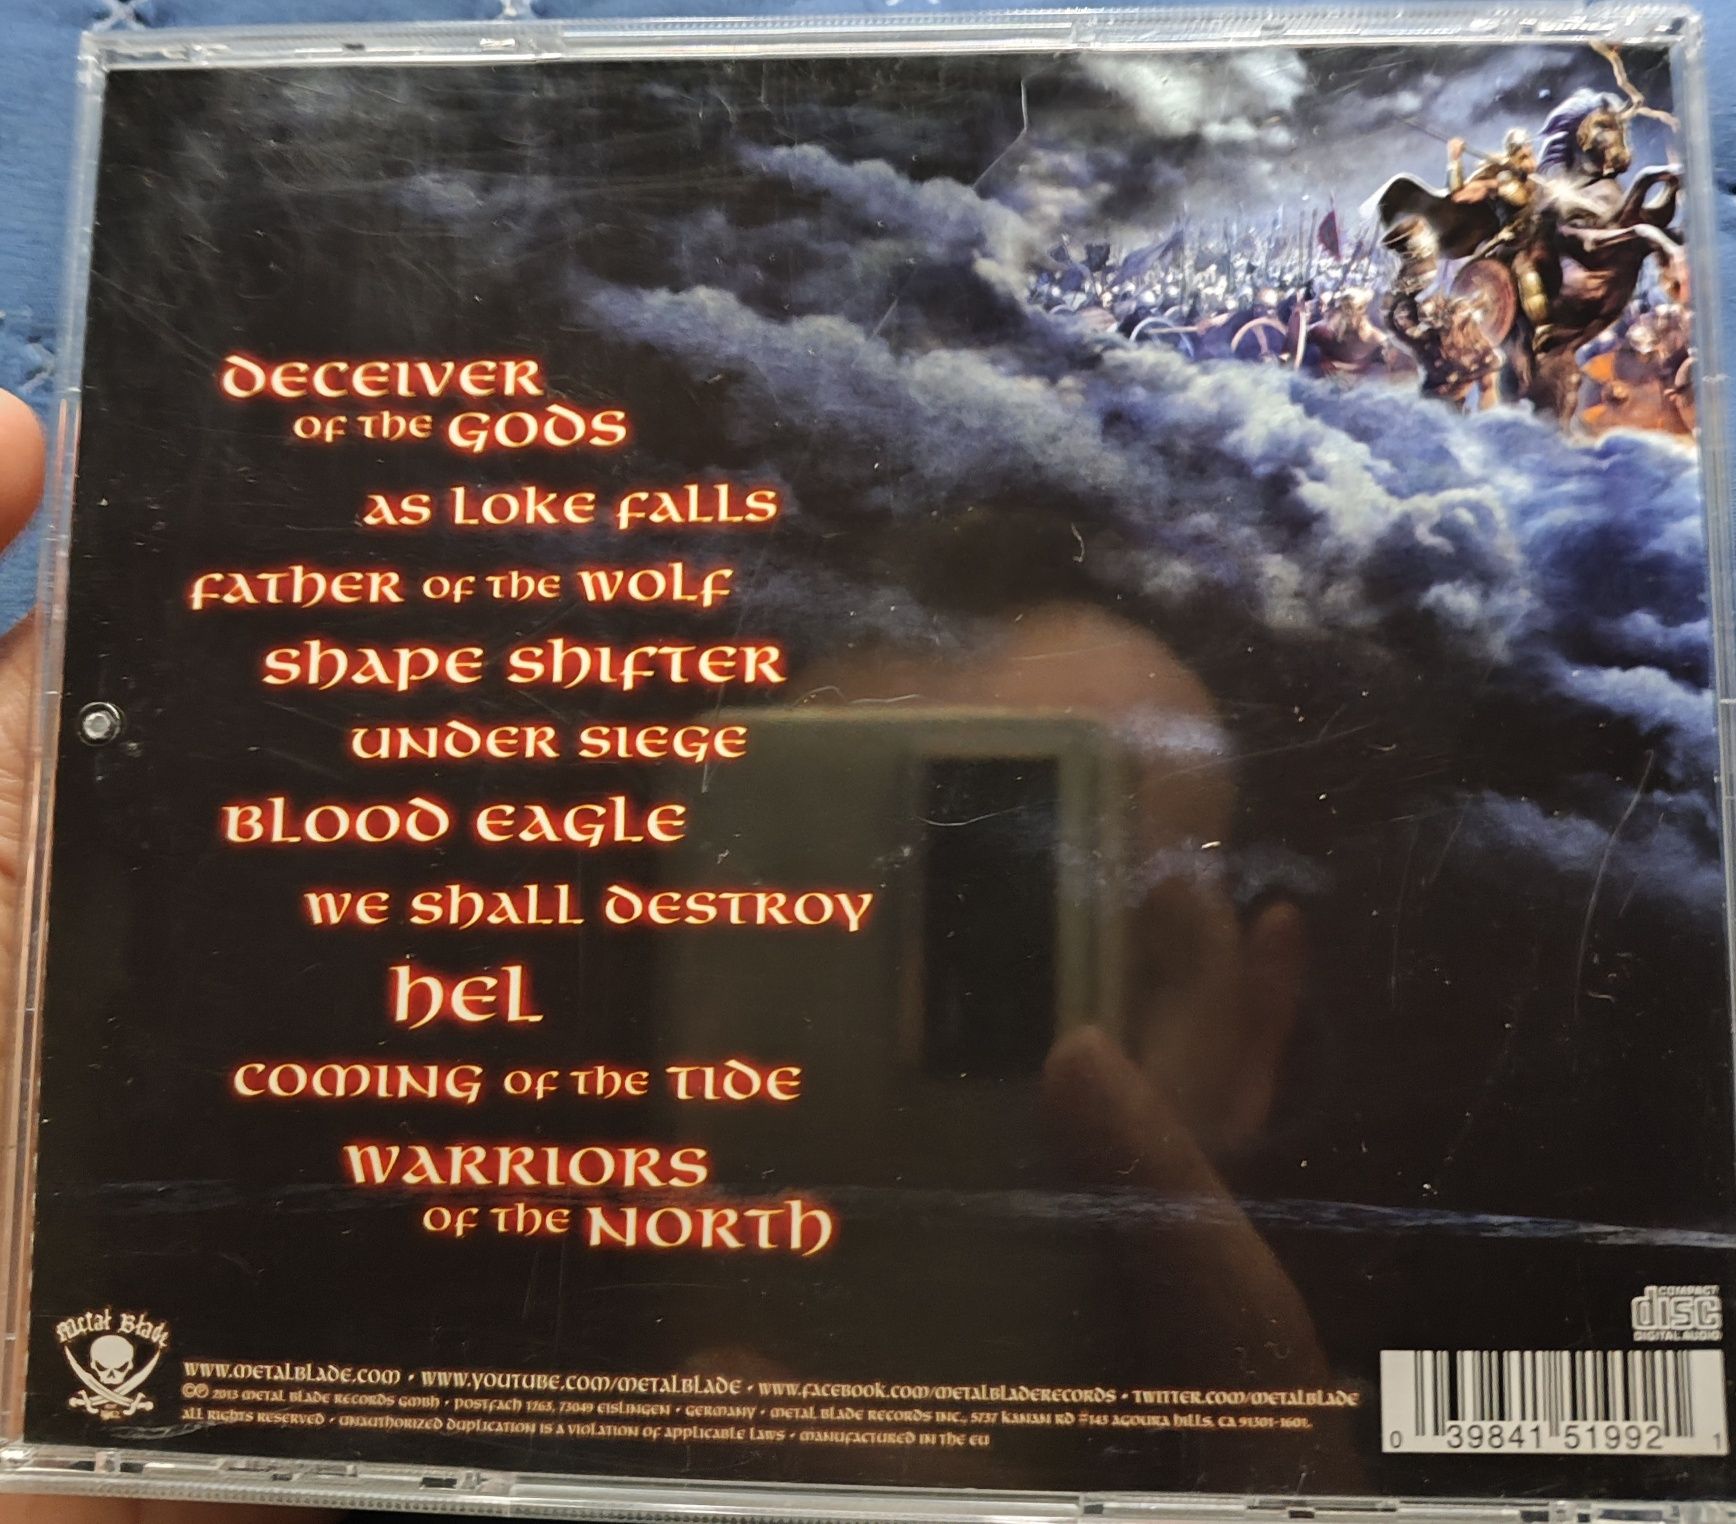 DECEIVER
OF THE GODS
AS LOKE FALLS
FATHER OF THE WOLF
SHAPE SHIFTER
UNDER SIEGE
BLOOD EAGLE
WE SHALL DESTROY
HEL
COMING OF THE TIDE
WARRIORS
OF THE NORTH
Metal Blade
WWW.METALBLADE.COM • WWW.YOUTUBE.COM/METALBLADE • WWW.FACEBOOK.COM/METALBLADERECORDS • TWITTER.COM/METALBLADE
©℗ 2013 METAL BLADE RECORDS GMBH • POSTFACH 1763, 73049 EISLINGEN • GERMANY • METAL BLADE RECORDS INC., 5737 KANAN RD #143 AGOURA HILLS, CA 91301-1601.
ALL RIGHTS RESERVED • UNAUTHORIZED DUPLICATION IS A VIOLATION OF APPLICABLE LAWS • MANUFACTURED IN THE EU
COMPACT
disc
DIGITAL AUDIO
0 39841 51992 1